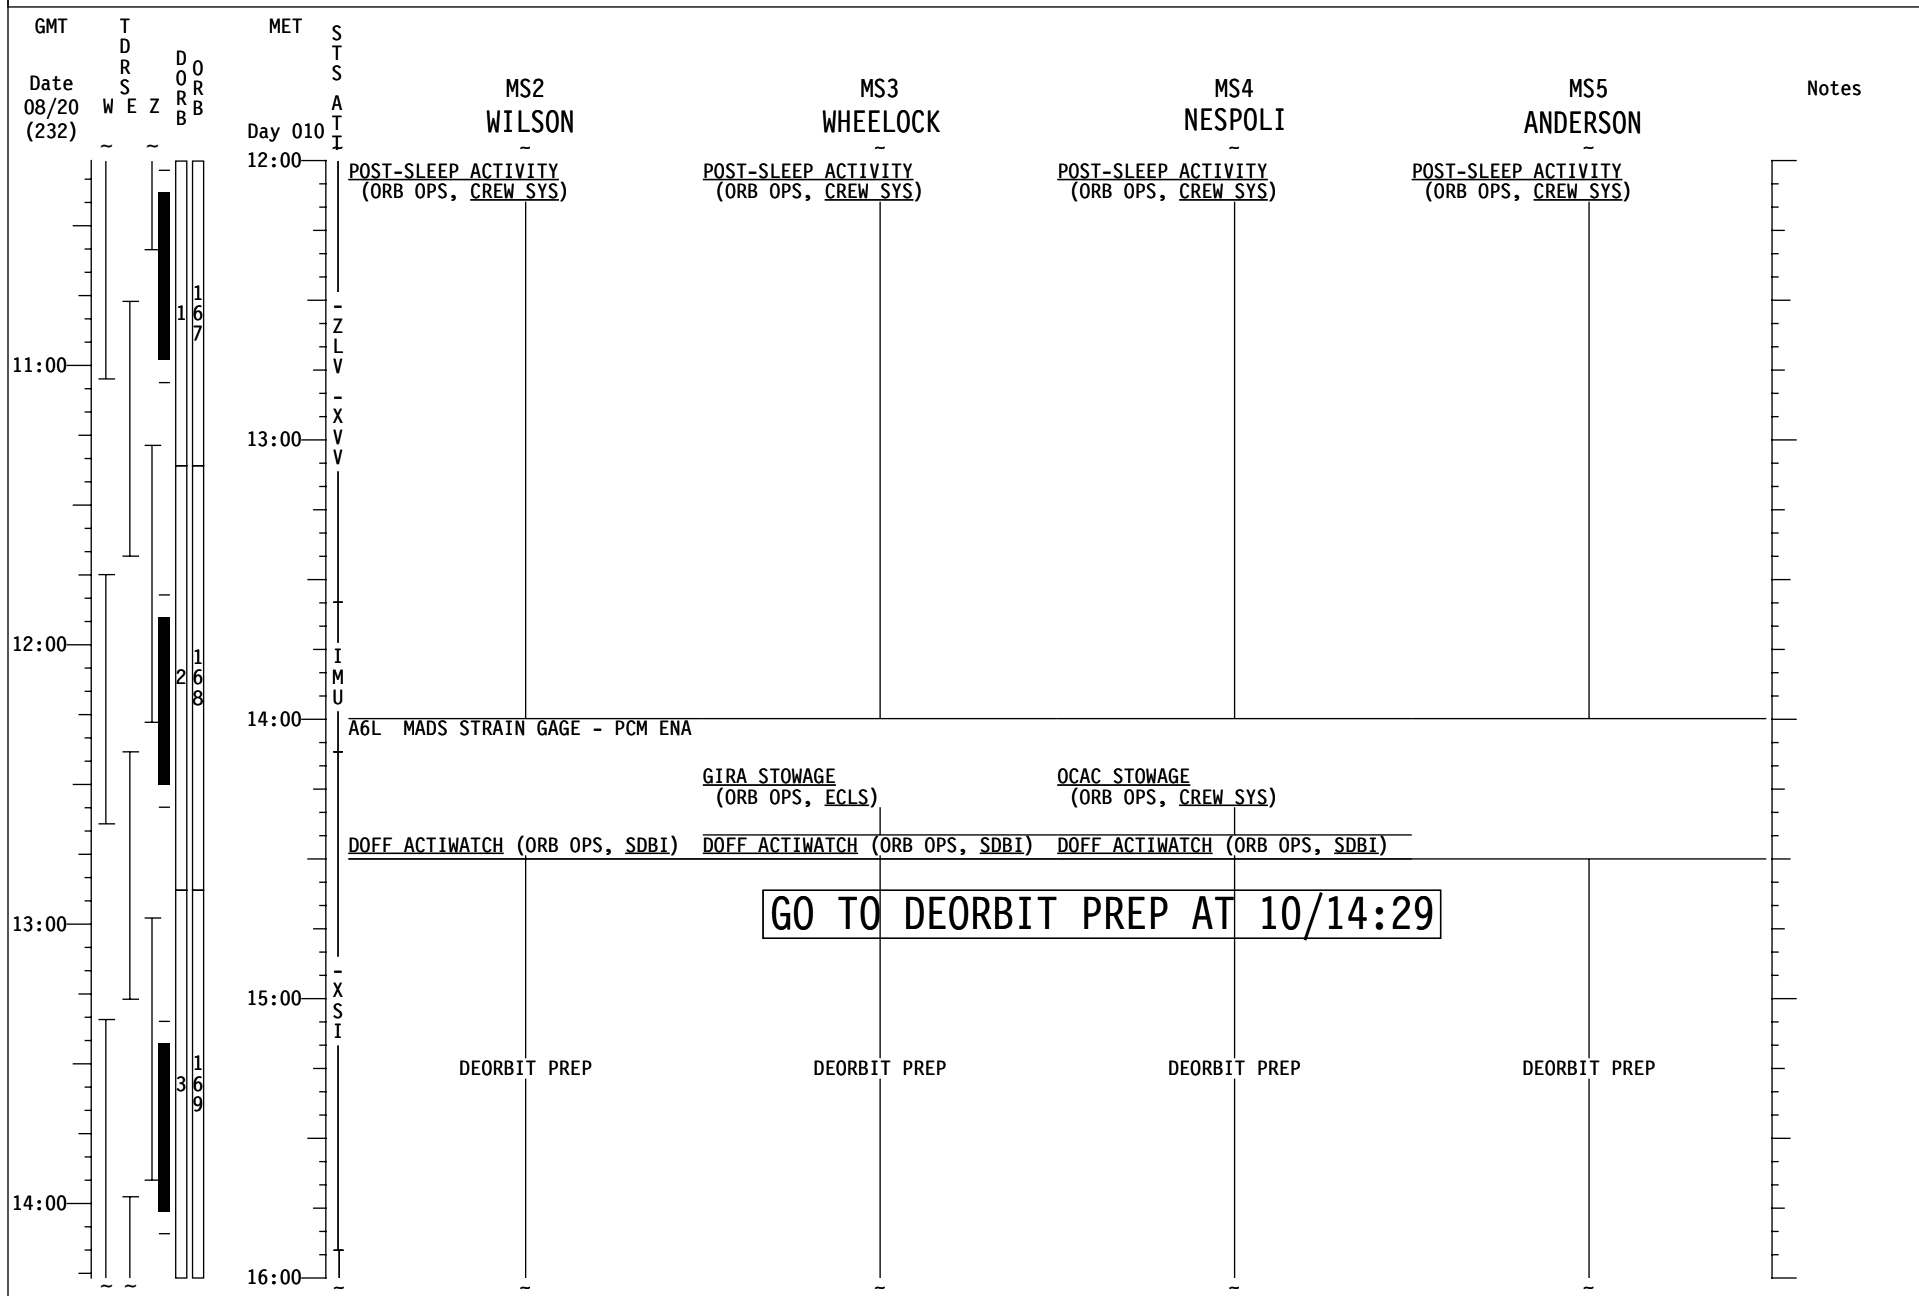 GMT
TDRS
MET
STS ATTI
DORB
ORB
Date
08/20
(232)
W E Z
Day 010
MS2
WILSON
MS3
WHEELOCK
MS4
NESPOLI
MS5
ANDERSON
Notes
~ ~ ~ ~ ~ ~
12:00
POST-SLEEP ACTIVITY POST-SLEEP ACTIVITY POST-SLEEP ACTIVITY POST-SLEEP ACTIVITY
(ORB OPS, CREW SYS) (ORB OPS, CREW SYS) (ORB OPS, CREW SYS) (ORB OPS, CREW SYS)
1
167
-ZLV
11:00
-XVV
13:00
12:00
2
168
IMU
14:00
A6L MADS STRAIN GAGE - PCM ENA
GIRA STOWAGE
(ORB OPS, ECLS)
OCAC STOWAGE
(ORB OPS, CREW SYS)
DOFF ACTIWATCH (ORB OPS, SDBI) DOFF ACTIWATCH (ORB OPS, SDBI) DOFF ACTIWATCH (ORB OPS, SDBI)
GO TO DEORBIT PREP AT 10/14:29
13:00
15:00
-XSI
3
169
DEORBIT PREP DEORBIT PREP DEORBIT PREP DEORBIT PREP
14:00
16:00
~ ~ ~ ~ ~ ~ ~